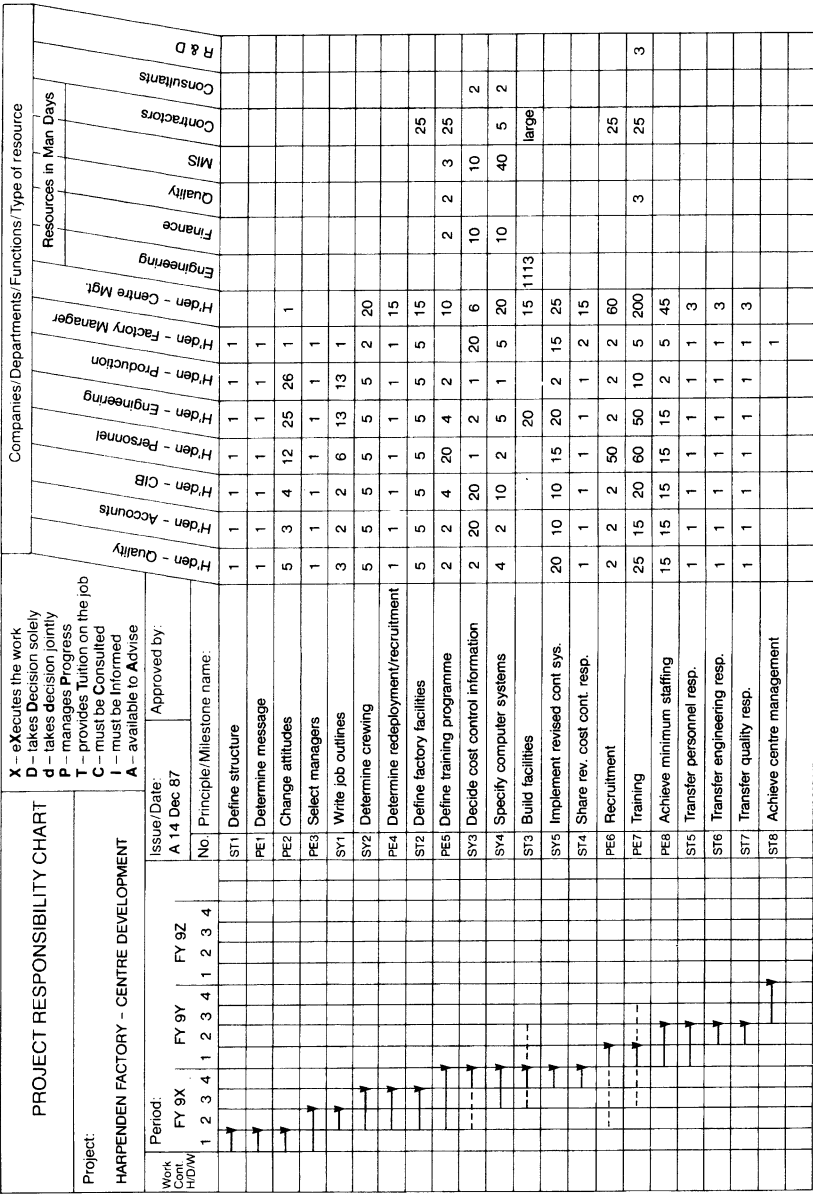 PROJECT RESPONSIBILITY CHART
Project:
HARPENDEN FACTORY – CENTRE DEVELOPMENT
X – eXecutes the work
D – takes Decision solely
d – takes decision jointly
P – manages Progress
T – provides Tuition on the job
C – must be Consulted
I – must be Informed
A – available to Advise
Companies/Departments/Functions/Type of resource
Resources in Man Days
Work Cont. H/D/W
Period:
FY 9X FY 9Y FY 9Z
1 2 3 4 1 2 3 4 1 2 3 4
Issue/Date:
A 14 Dec 87
Approved by:
No. Principle/Milestone name:
H'den – Quality
H'den – Accounts
H'den – CIB
H'den – Personnel
H'den – Engineering
H'den – Production
H'den – Factory Manager
H'den – Centre Mgt.
Engineering
Finance
Quality
MIS
Contractors
Consultants
R & D
ST1 Define structure 1 1 1 1 1 1 1
PE1 Determine message 1 1 1 1 1 1 1
PE2 Change attitudes 5 3 4 12 25 26 1 1
PE3 Select managers 1 1 1 1 1 1 1
SY1 Write job outlines 3 2 2 6 13 13 1
SY2 Determine crewing 5 5 5 5 5 5 2 20
PE4 Determine redeployment/recruitment 1 1 1 1 1 1 1 15
ST2 Define factory facilities 5 5 5 5 5 5 5 15 25
PE5 Define training programme 2 2 4 20 4 2 10 2 2 3 25
SY3 Decide cost control information 2 20 20 1 2 1 20 6 10 10 2
SY4 Specify computer systems 4 2 10 2 5 1 5 20 10 40 5 2
ST3 Build facilities 20 15 1113 large
SY5 Implement revised cont sys. 20 10 10 15 20 2 15 25
ST4 Share rev. cost cont. resp. 1 1 1 1 1 1 2 15
PE6 Recruitment 2 2 2 50 2 2 2 60 25
PE7 Training 25 15 20 60 50 10 5 200 3 25 3
PE8 Achieve minimum staffing 15 15 15 15 15 2 5 45
ST5 Transfer personnel resp. 1 1 1 1 1 1 1 3
ST6 Transfer engineering resp. 1 1 1 1 1 1 1 3
ST7 Transfer quality resp. 1 1 1 1 1 1 1 3
ST8 Achieve centre management 1